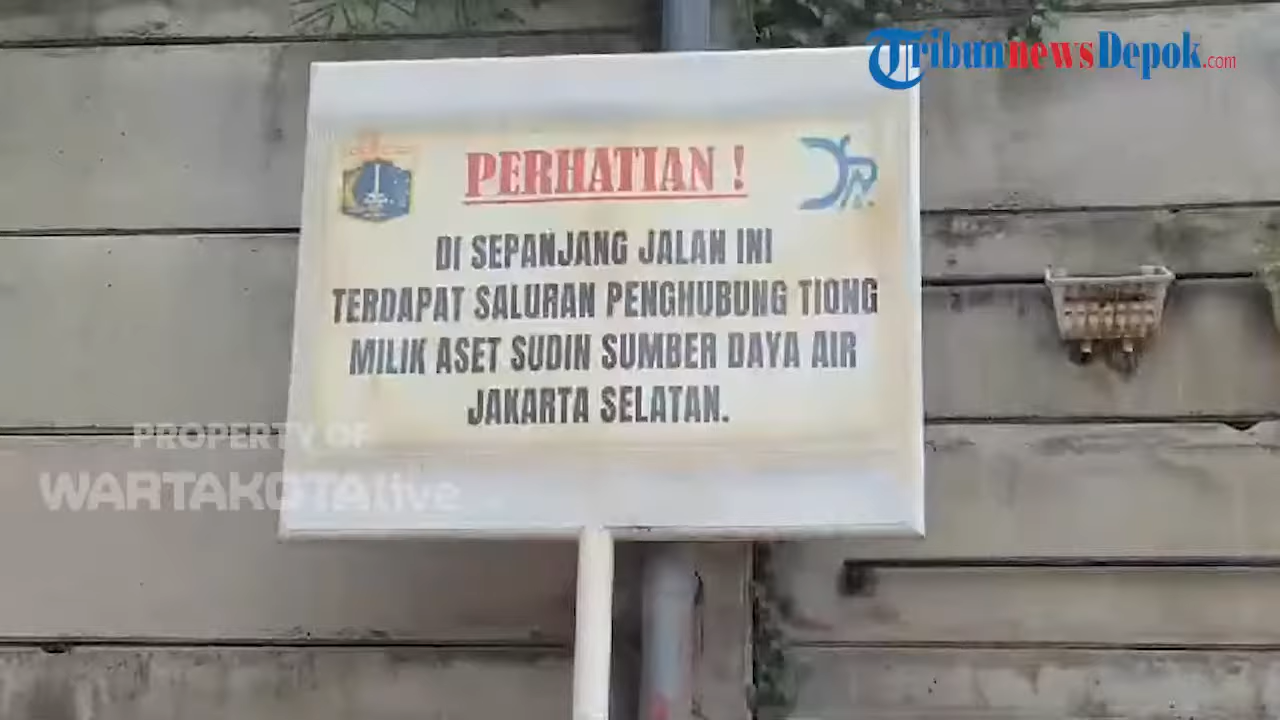 TribunnewsDepok.com
PERHATIAN !
DI SEPANJANG JALAN INI
TERDAPAT SALURAN PENGHUBUNG TIONG
MILIK ASET SUDIN SUMBER DAYA AIR
JAKARTA SELATAN.
PROPERTY OF
WARTAKOTAlive